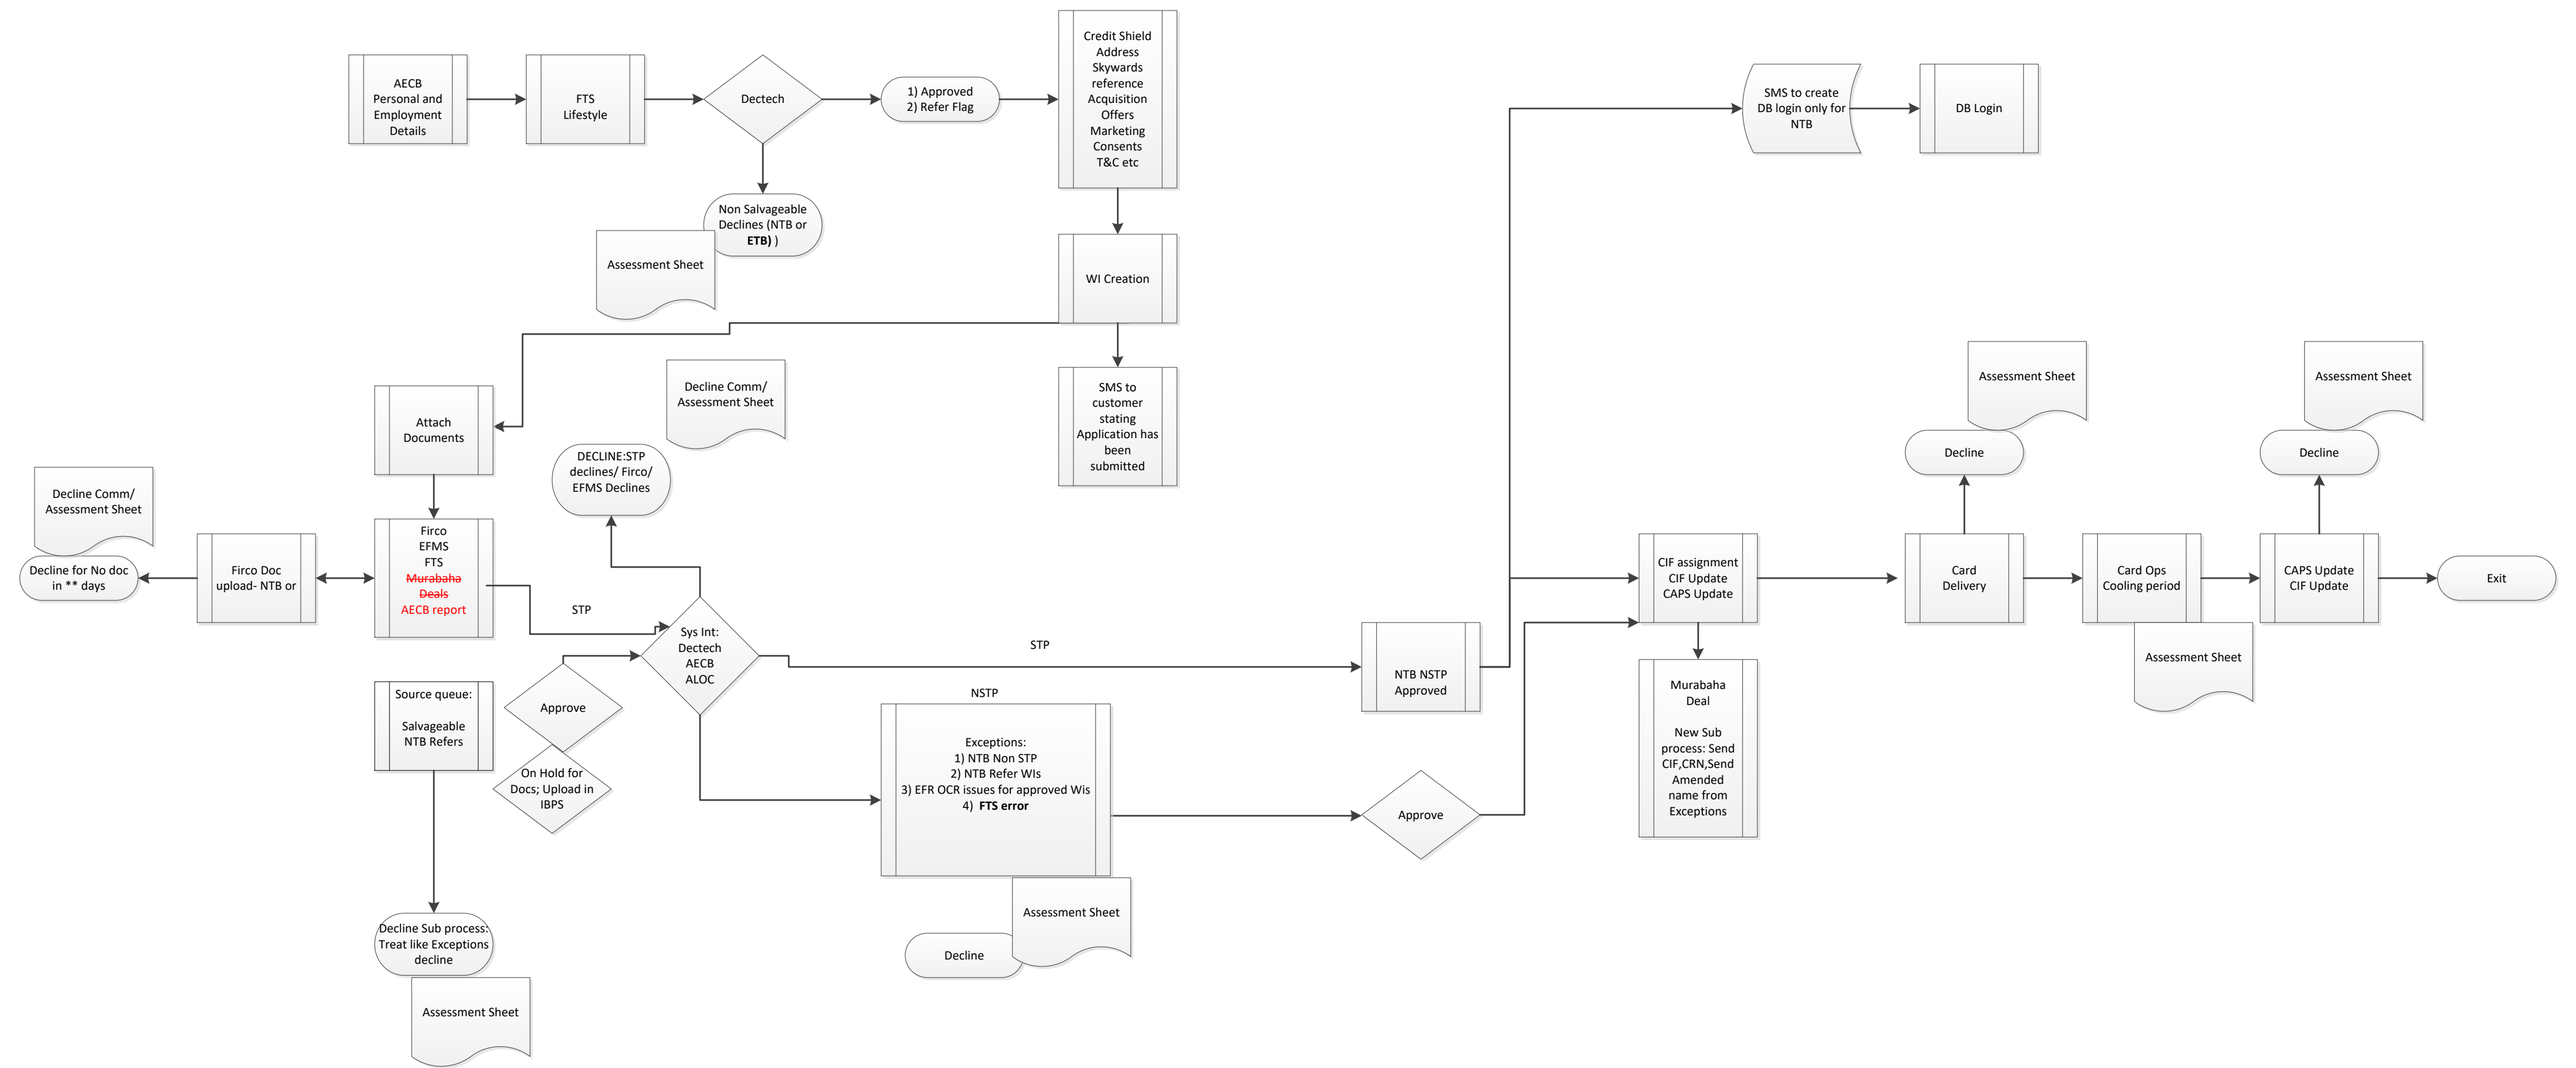 AECB
Personal and
Employment
Details
FTS
Lifestyle
Dectech
1) Approved
2) Refer Flag
Credit Shield
Address
Skywards
reference
Acquisition
Offers
Marketing
Consents
T&C etc
SMS to create
DB login only for
NTB
DB Login
Non Salvageable
Declines (NTB or
ETB) )
Assessment Sheet
WI Creation
Decline Comm/
Assessment Sheet
SMS to
customer
stating
Application has
been
submitted
Attach
Documents
DECLINE:STP
declines/ Firco/
EFMS Declines
Assessment Sheet
Decline
Assessment Sheet
Decline
Decline Comm/
Assessment Sheet
Decline for No doc
in ** days
Firco Doc
upload- NTB or
Firco
EFMS
FTS
Murabaha
Deals
AECB report
STP
Sys Int:
Dectech
AECB
ALOC
STP
NTB NSTP
Approved
CIF assignment
CIF Update
CAPS Update
Card
Delivery
Card Ops
Cooling period
CAPS Update
CIF Update
Exit
Assessment Sheet
Source queue:
Salvageable
NTB Refers
Approve
On Hold for
Docs; Upload in
IBPS
NSTP
Exceptions:
1) NTB Non STP
2) NTB Refer WIs
3) EFR OCR issues for approved Wis
4) FTS error
Approve
Murabaha
Deal
New Sub
process: Send
CIF,CRN,Send
Amended
name from
Exceptions
Assessment Sheet
Decline
Decline Sub process:
Treat like Exceptions
decline
Assessment Sheet